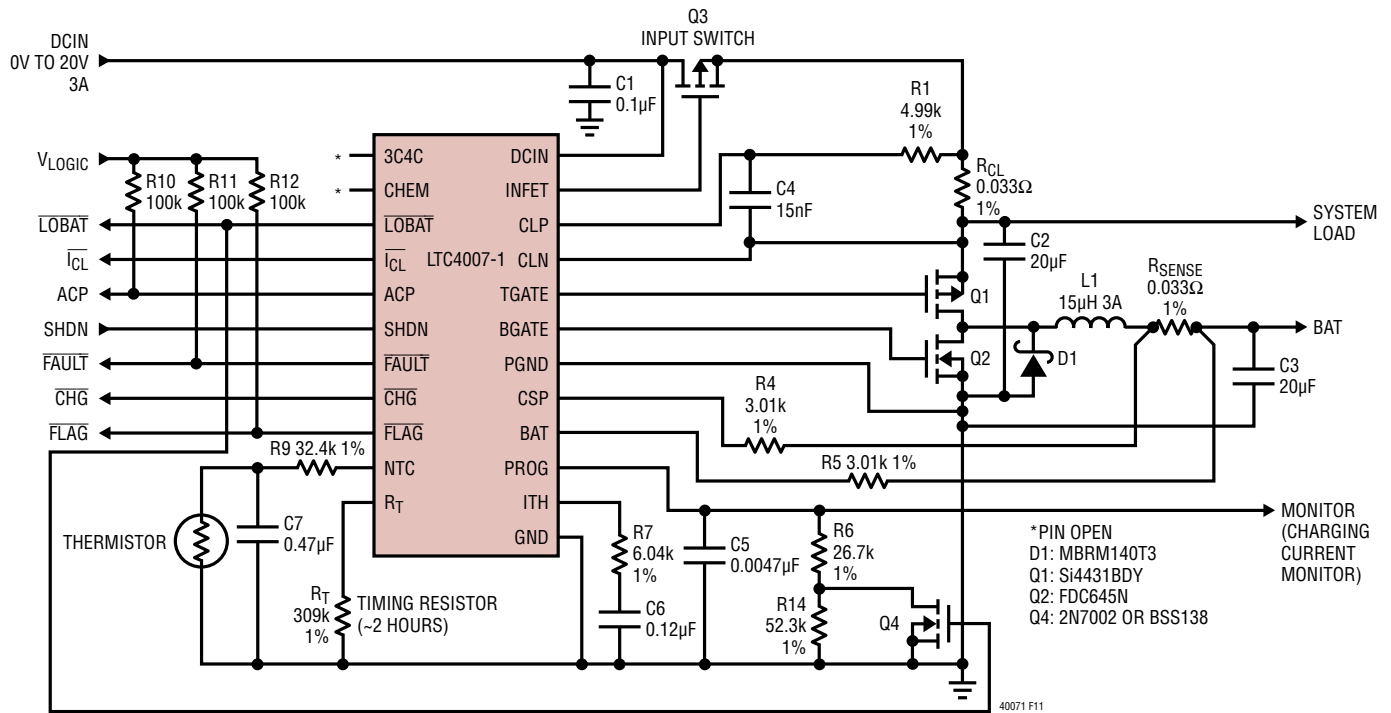 Q3
INPUT SWITCH
DCIN
0V TO 20V
3A
C1
0.1µF
R1
4.99k
1%
VLOGIC
R10
100k
R11
100k
R12
100k
*
*
3C4C
CHEM
LOBAT
ICL
ACP
SHDN
FAULT
CHG
FLAG
NTC
RT
LTC4007-1
DCIN
INFET
CLP
CLN
TGATE
BGATE
PGND
CSP
BAT
PROG
ITH
GND
LOBAT
ICL
ACP
SHDN
FAULT
CHG
FLAG
C4
15nF
RCL
0.033Ω
1%
SYSTEM
LOAD
C2
20µF
Q1
Q2
D1
L1
15µH 3A
RSENSE
0.033Ω
1%
BAT
C3
20µF
R4
3.01k
1%
R5 3.01k 1%
R9 32.4k 1%
THERMISTOR
C7
0.47µF
RT
309k
1%
TIMING RESISTOR
(~2 HOURS)
R7
6.04k
1%
C6
0.12µF
C5
0.0047µF
R6
26.7k
1%
R14
52.3k
1%
Q4
MONITOR
(CHARGING
CURRENT
MONITOR)
*PIN OPEN
D1: MBRM140T3
Q1: Si4431BDY
Q2: FDC645N
Q4: 2N7002 OR BSS138
40071 F11